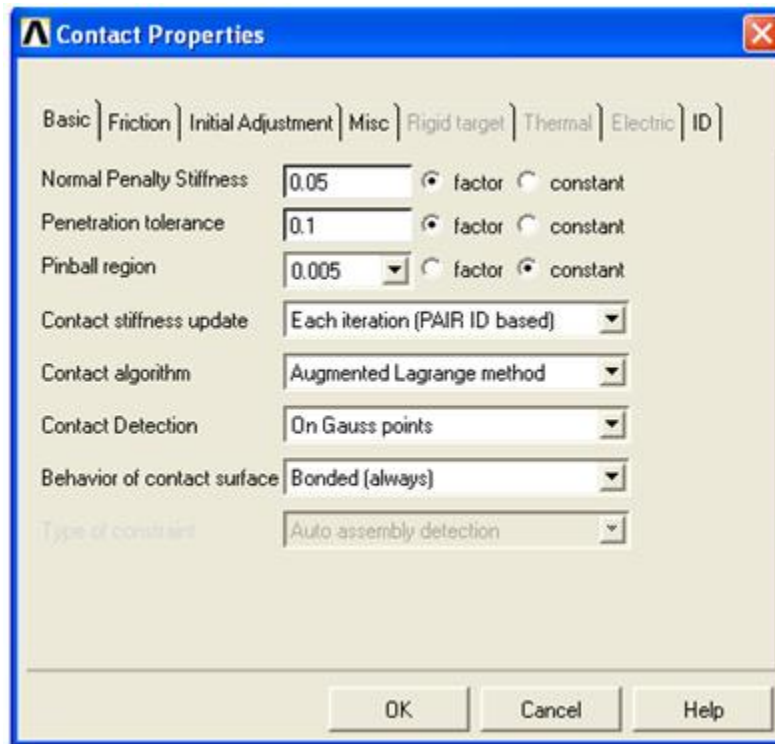 Contact Properties
Basic Friction Initial Adjustment Misc Rigid target Thermal Electric ID
Normal Penalty Stiffness 0.05 factor constant
Penetration tolerance 0.1 factor constant
Pinball region 0.005 factor constant
Contact stiffness update Each iteration (PAIR ID based)
Contact algorithm Augmented Lagrange method
Contact Detection On Gauss points
Behavior of contact surface Bonded (always)
Type of constraint Auto assembly detection
OK Cancel Help